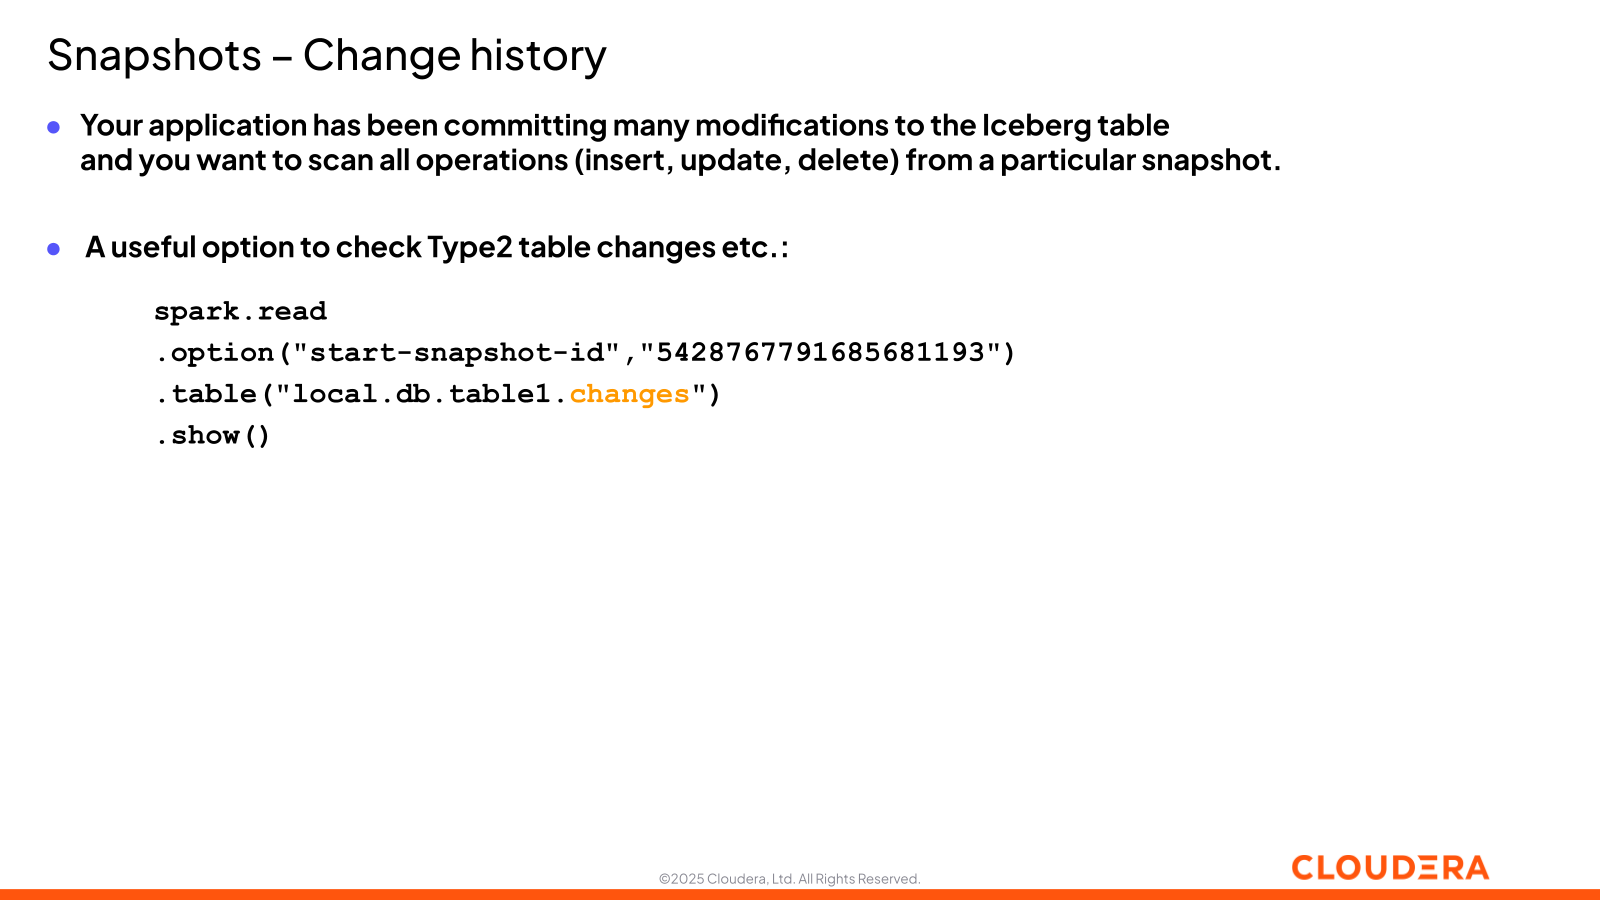 Snapshots – Change history
● Your application has been committing many modifications to the Iceberg table
and you want to scan all operations (insert, update, delete) from a particular snapshot.
● A useful option to check Type2 table changes etc.:
spark.read
.option("start-snapshot-id","5428767791685681193")
.table("local.db.table1.changes")
.show()
©2025 Cloudera, Ltd. All Rights Reserved.
CLOUDERA